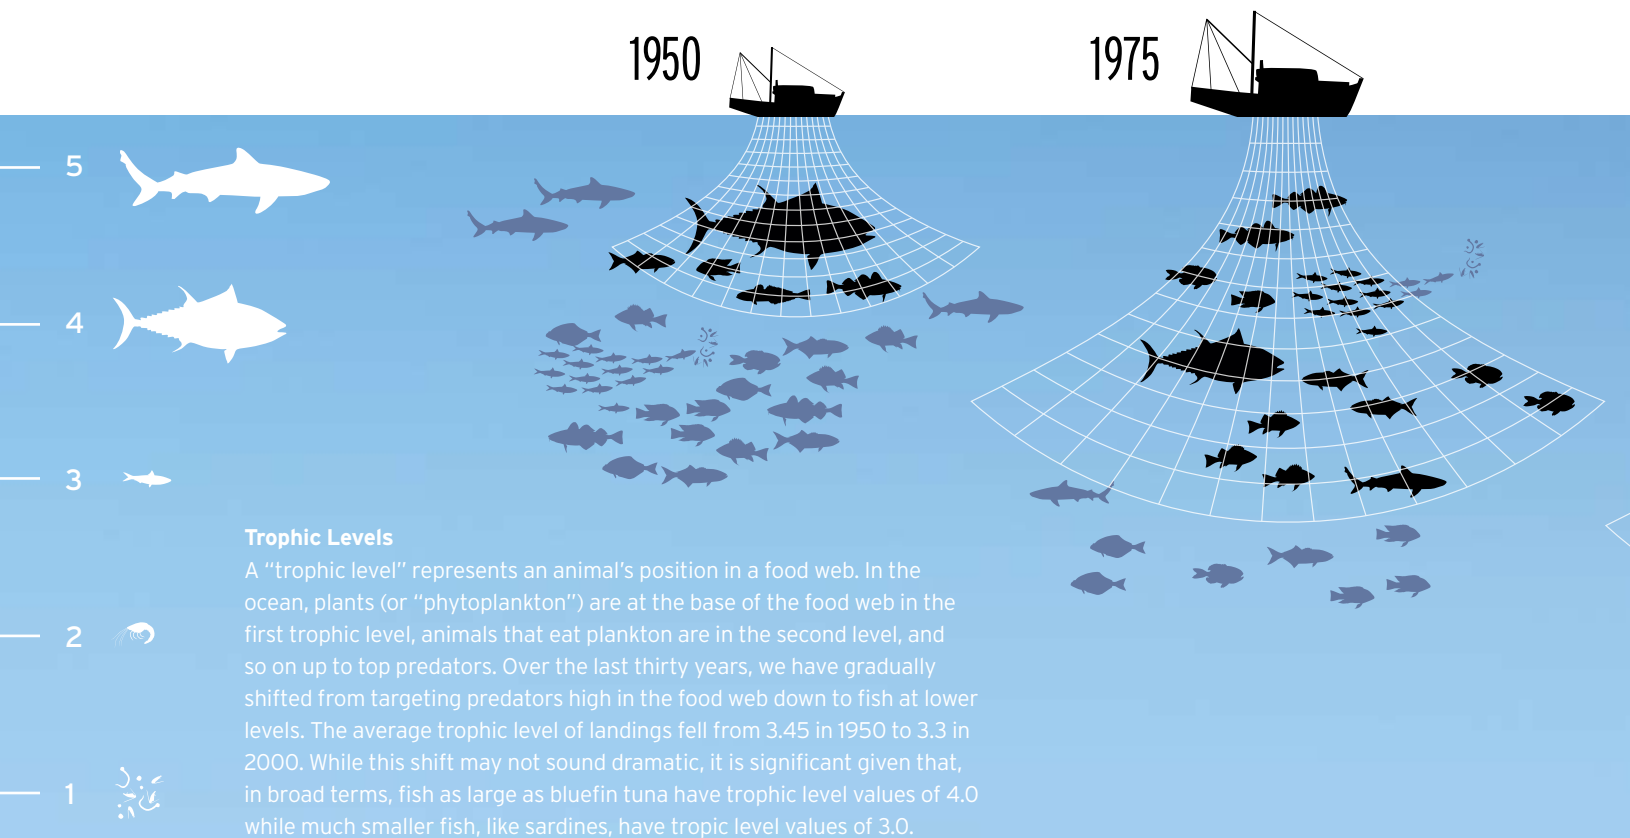 1950
1975
5
4
3
2
1
Trophic Levels
A “trophic level” represents an animal’s position in a food web. In the
ocean, plants (or “phytoplankton”) are at the base of the food web in the
first trophic level, animals that eat plankton are in the second level, and
so on up to top predators. Over the last thirty years, we have gradually
shifted from targeting predators high in the food web down to fish at lower
levels. The average trophic level of landings fell from 3.45 in 1950 to 3.3 in
2000. While this shift may not sound dramatic, it is significant given that,
in broad terms, fish as large as bluefin tuna have trophic level values of 4.0
while much smaller fish, like sardines, have tropic level values of 3.0.